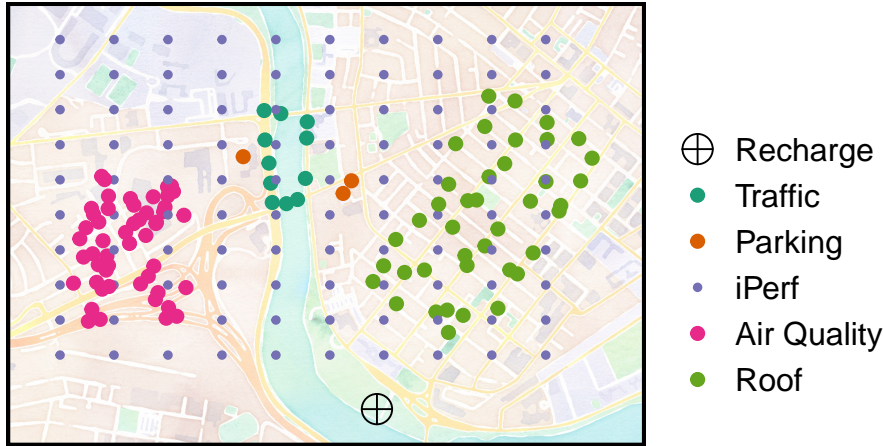 Recharge
Traffic
Parking
iPerf
Air Quality
Roof